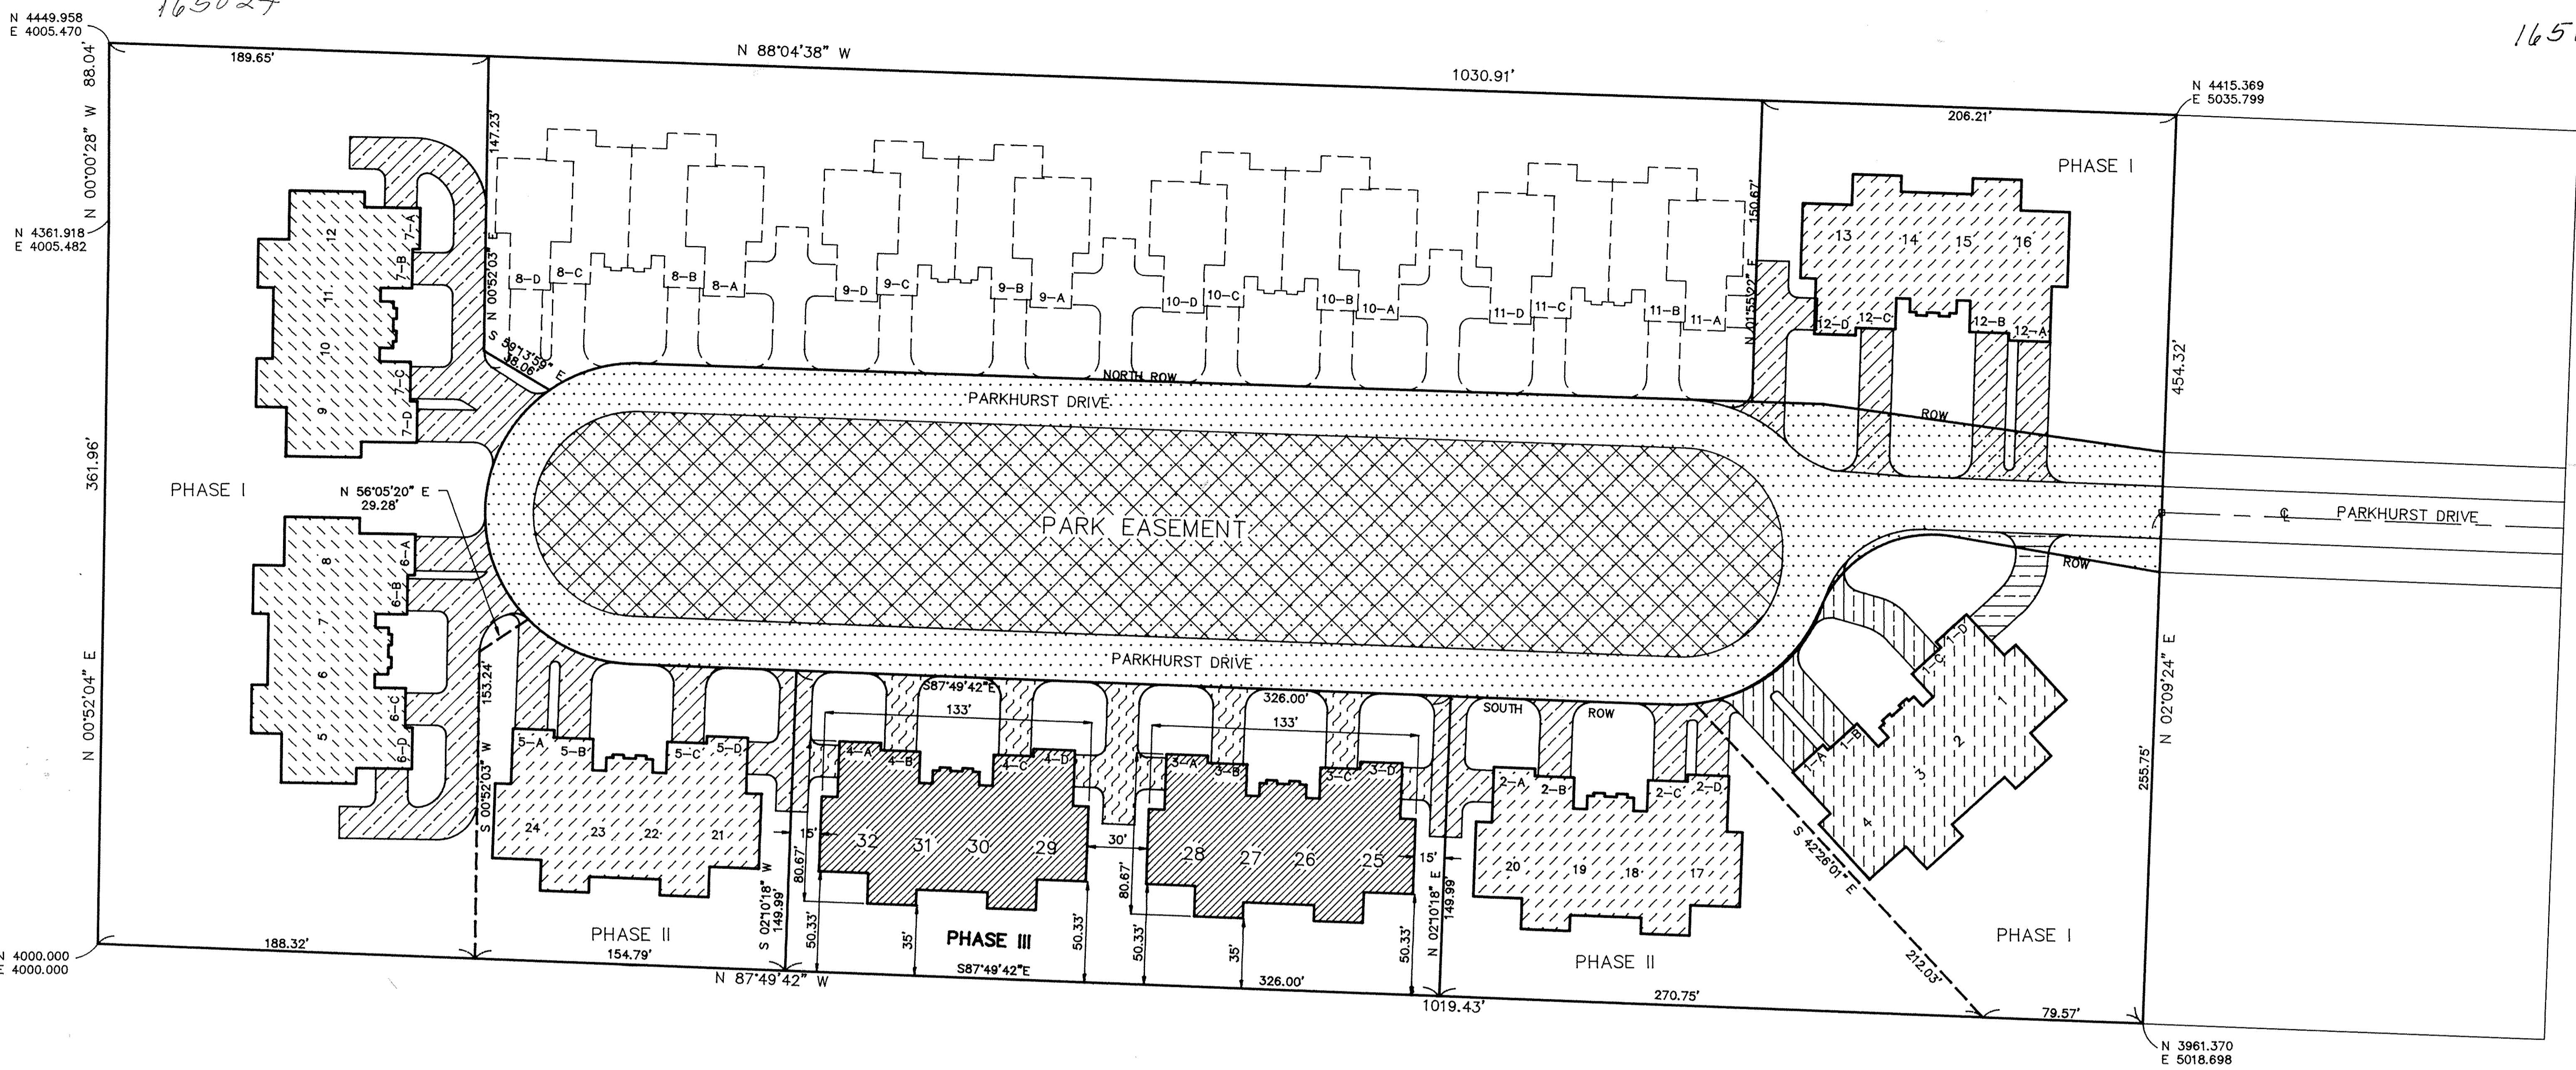 N 4449.958
E 4005.470
165027
N 88°04'38" W
1030.91'
189.65'
206.21'
N 4415.369
E 5035.799
N 00°00'28" W 88.04'
N 4361.918
E 4005.482
147.23'
N 00°52'03" E
S 59°13'59" E
38.06'
150.67'
N 01°55'22" E
PHASE I
12
11
10
9
7-A
7-B
7-C
7-D
8-D
8-C
8-B
8-A
9-D
9-C
9-B
9-A
10-D
10-C
10-B
10-A
11-D
11-C
11-B
11-A
13
14
15
16
12-D
12-C
12-B
12-A
454.32'
NORTH ROW
PARKHURST DRIVE
ROW
361.96'
PHASE I
N 56°05'20" E
29.28'
PARK EASEMENT
℄
PARKHURST DRIVE
ROW
8
7
6
5
6-A
6-B
6-C
6-D
N 00°52'04" E
153.24'
S 00°52'03" W
PARKHURST DRIVE
S87°49'42"E
326.00'
133'
133'
SOUTH
ROW
5-A
5-B
5-C
5-D
4-A
4-B
4-C
4-D
3-A
3-B
3-C
3-D
2-A
2-B
2-C
2-D
1-A
1-B
1-C
1-D
1
2
3
4
24
23
22
21
15'
32
31
30
29
30'
28
27
26
25
15'
20
19
18
17
80.67'
80.67'
S 02°10'18" W
149.99'
N 02°10'18" E
149.99'
S 42°26'01" E
212.03'
255.75'
N 02°09'24" E
50.33'
35'
50.33'
50.33'
35'
50.33'
PHASE II
PHASE III
PHASE II
PHASE I
N 4000.000
E 4000.000
188.32'
154.79'
N 87°49'42" W
S87°49'42"E
326.00'
1019.43'
270.75'
79.57'
N 3961.370
E 5018.698